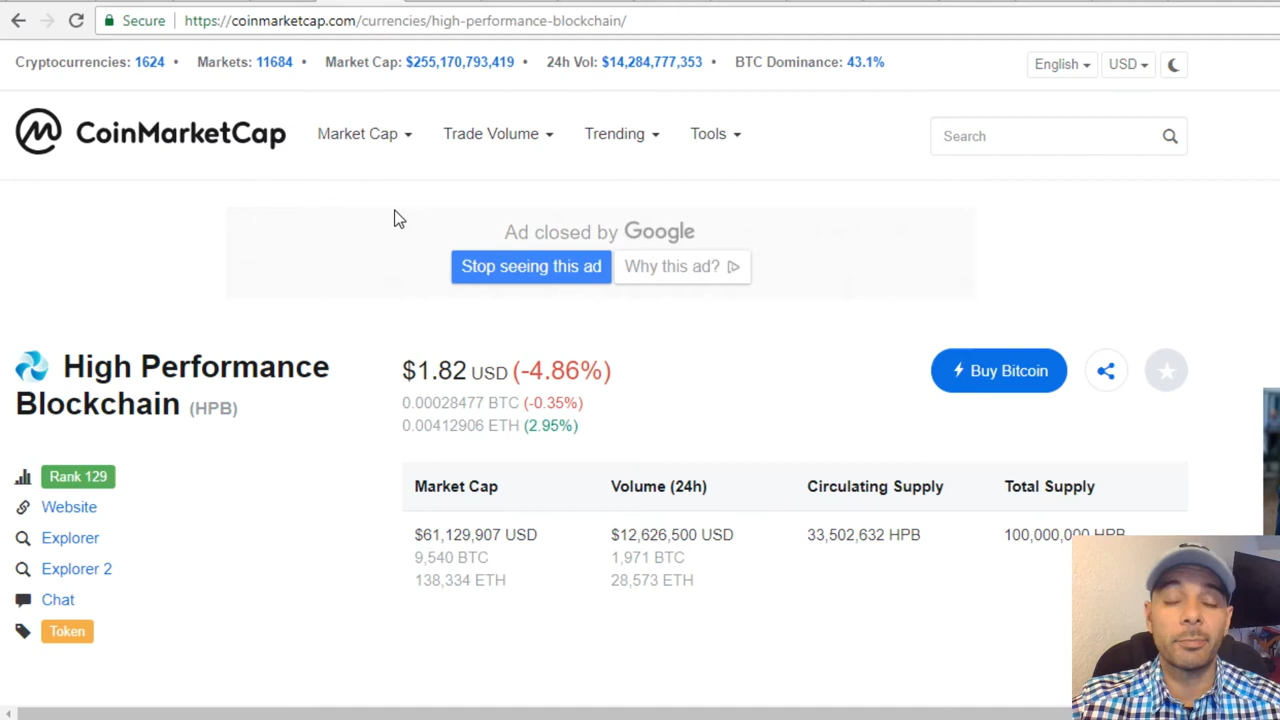 Secure https://coinmarketcap.com/currencies/high-performance-blockchain/
Cryptocurrencies: 1624 • Markets: 11684 • Market Cap: $255,170,793,419 • 24h Vol: $14,284,777,353 • BTC Dominance: 43.1% English USD
CoinMarketCap Market Cap Trade Volume Trending Tools Search
Ad closed by Google
Stop seeing this ad Why this ad?
High Performance
Blockchain (HPB)
$1.82 USD (-4.86%)
0.00028477 BTC (-0.35%)
0.00412906 ETH (2.95%)
Buy Bitcoin
Rank 129
Website
Explorer
Explorer 2
Chat
Token
Market Cap Volume (24h) Circulating Supply Total Supply
$61,129,907 USD $12,626,500 USD 33,502,632 HPB 100,000,000 HPB
9,540 BTC 1,971 BTC
138,334 ETH 28,573 ETH